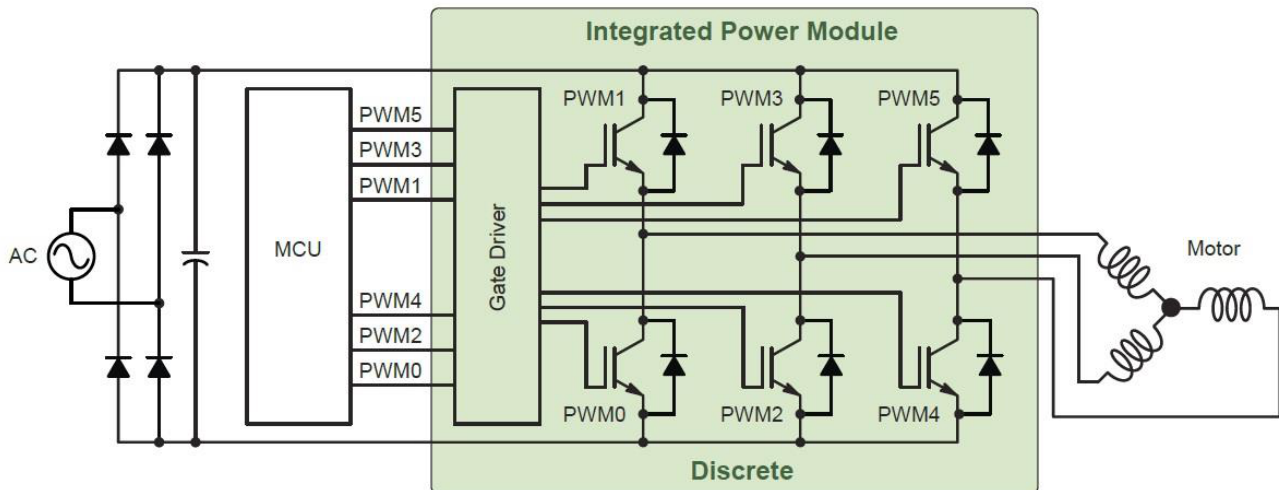 Integrated Power Module
PWM1
PWM3
PWM5
PWM5
PWM3
PWM1
AC
MCU
Gate Driver
Motor
PWM4
PWM2
PWM0
PWM0
PWM2
PWM4
Discrete